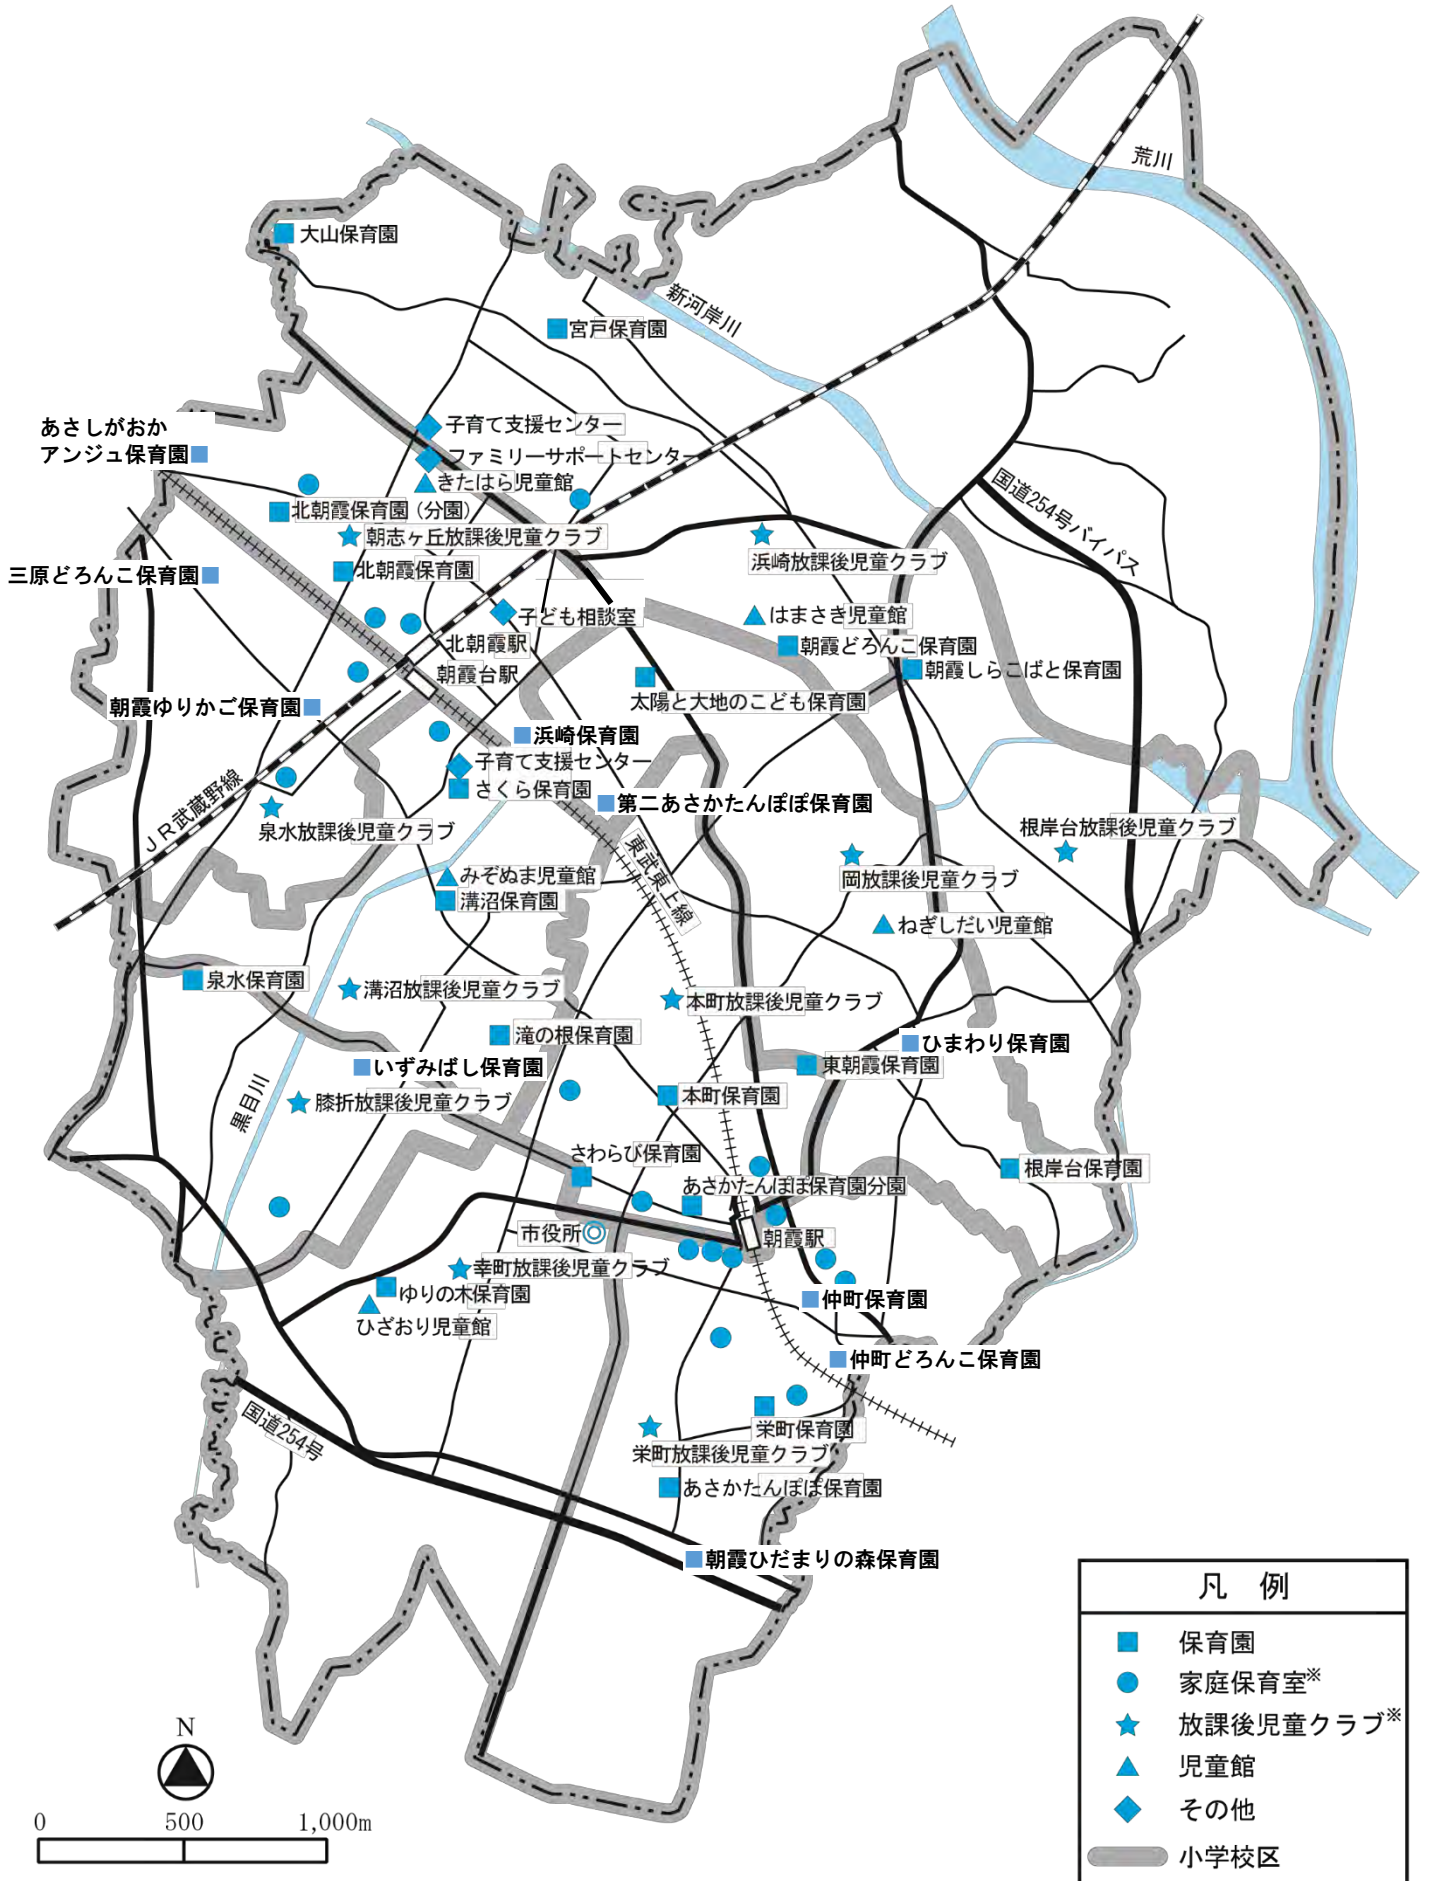 荒川
大山保育園
新河岸川
宮戸保育園
あさしがおか
アンジュ保育園
子育て支援センター
ファミリーサポートセンター
きたはら児童館
北朝霞保育園(分園)
国道254号バイパス
朝志ヶ丘放課後児童クラブ
浜崎放課後児童クラブ
三原どろんこ保育園
北朝霞保育園
子ども相談室
はまさき児童館
北朝霞駅
朝霞どろんこ保育園
朝霞台駅
朝霞しらこばと保育園
太陽と大地のこども保育園
朝霞ゆりかご保育園
浜崎保育園
子育て支援センター
さくら保育園
第二あさかたんぽぽ保育園
JR武蔵野線
泉水放課後児童クラブ
根岸台放課後児童クラブ
東武東上線
みぞぬま児童館
岡放課後児童クラブ
溝沼保育園
ねぎしだい児童館
泉水保育園
溝沼放課後児童クラブ
本町放課後児童クラブ
滝の根保育園
ひまわり保育園
いずみばし保育園
東朝霞保育園
黒目川
膝折放課後児童クラブ
本町保育園
さわらび保育園
根岸台保育園
あさかたんぽぽ保育園分園
市役所
朝霞駅
幸町放課後児童クラブ
ゆりの木保育園
仲町保育園
ひざおり児童館
仲町どろんこ保育園
国道254号
栄町保育園
栄町放課後児童クラブ
あさかたんぽぽ保育園
朝霞ひだまりの森保育園
凡 例
保育園
家庭保育室※
放課後児童クラブ※
児童館
その他
小学校区
N
0 500 1,000m